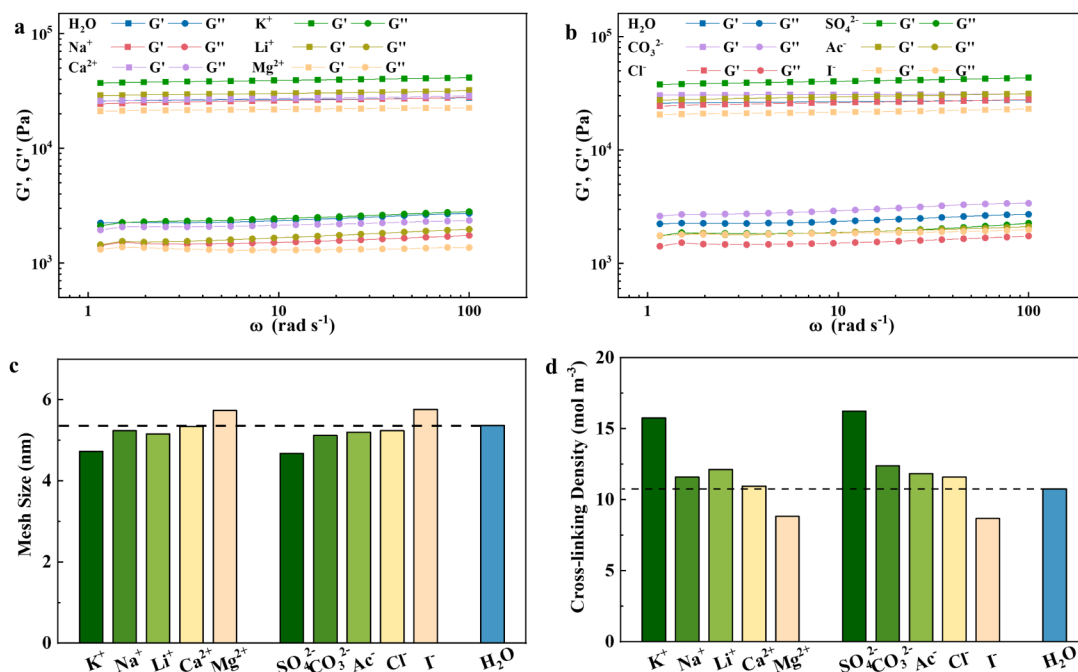 a
H₂O G' G'' K⁺ G' G''
Na⁺ G' G'' Li⁺ G' G''
Ca²⁺ G' G'' Mg²⁺ G' G''
10⁵
10⁴
10³
G', G'' (Pa)
1 10 100
ω (rad s⁻¹)
b
H₂O G' G'' SO₄²⁻ G' G''
CO₃²⁻ G' G'' Ac⁻ G' G''
Cl⁻ G' G'' I⁻ G' G''
10⁵
10⁴
10³
G', G'' (Pa)
1 10 100
ω (rad s⁻¹)
c
6
4
2
0
Mesh Size (nm)
K⁺ Na⁺ Li⁺ Ca²⁺ Mg²⁺ SO₄²⁻ CO₃²⁻ Ac⁻ Cl⁻ I⁻ H₂O
d
20
15
10
5
0
Cross-linking Density (mol m⁻³)
K⁺ Na⁺ Li⁺ Ca²⁺ Mg²⁺ SO₄²⁻ CO₃²⁻ Ac⁻ Cl⁻ I⁻ H₂O